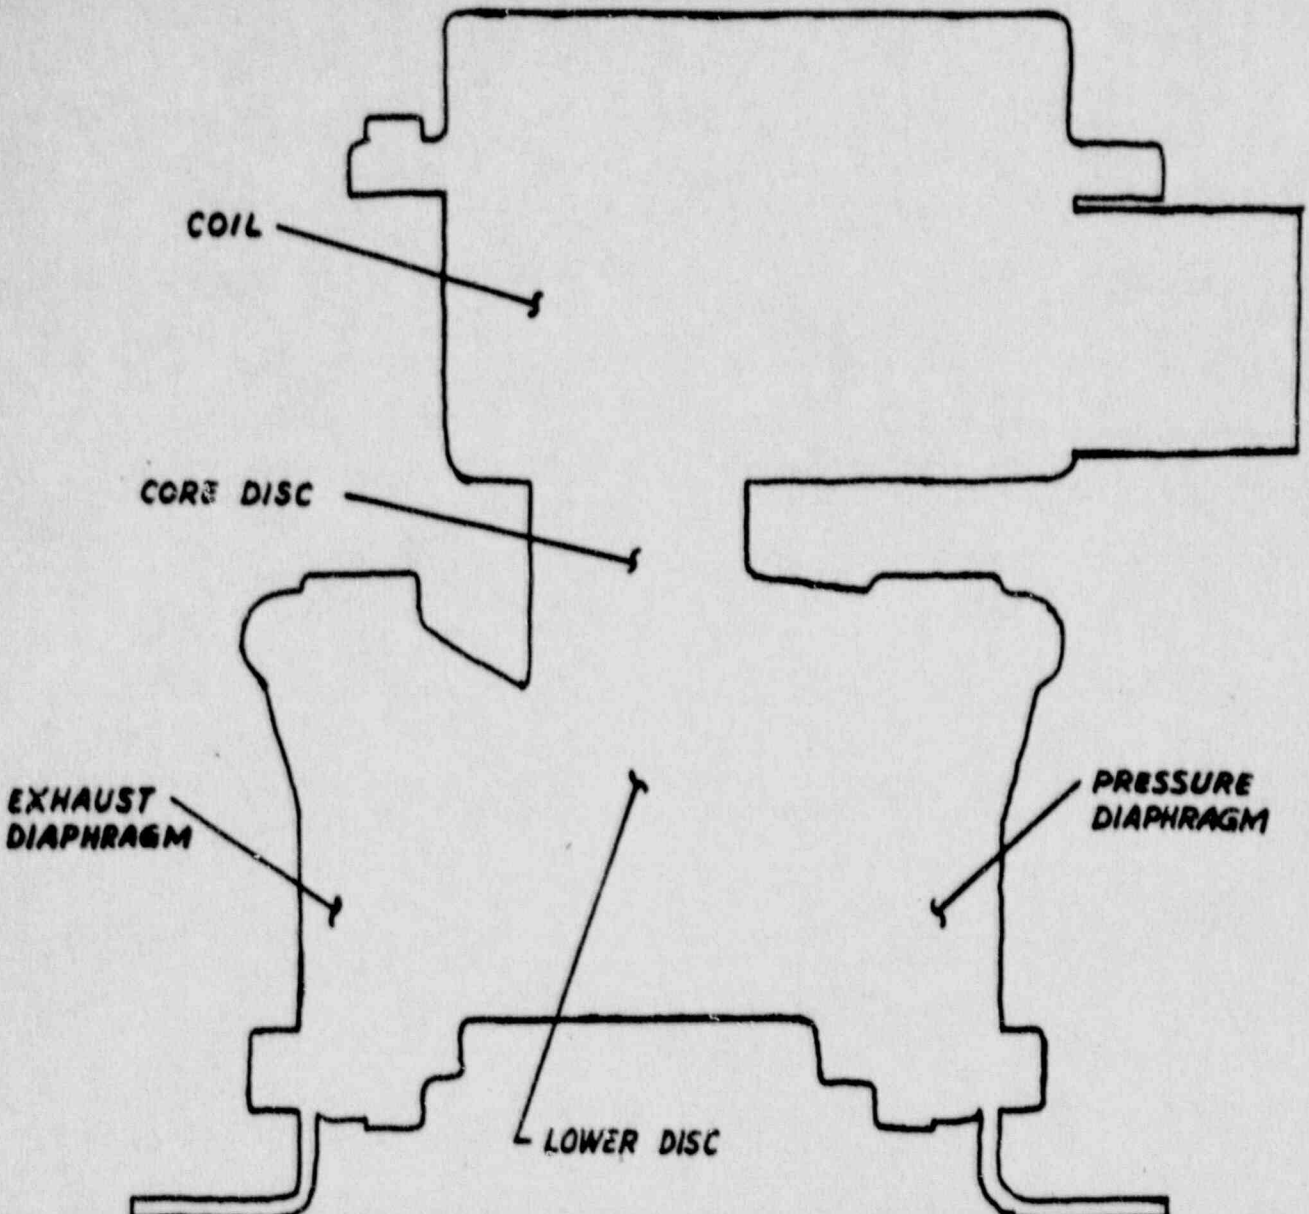 COIL
CORE DISC
EXHAUST
DIAPHRAGM
PRESSURE
DIAPHRAGM
LOWER DISC